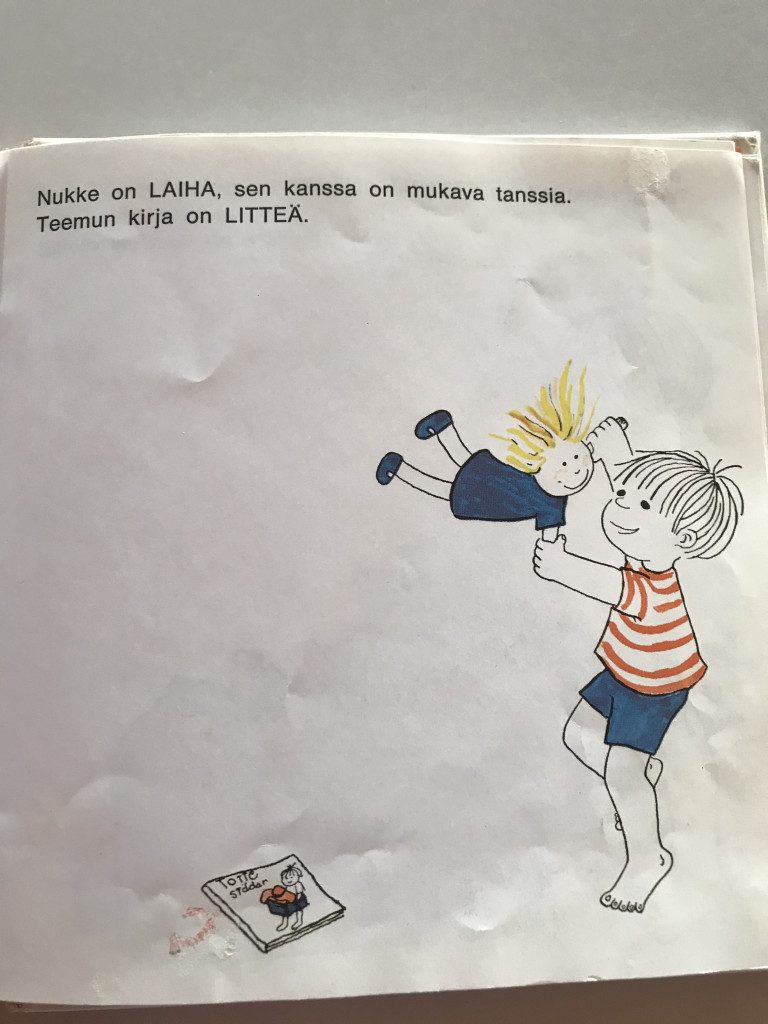 Nukke on LAIHA, sen kanssa on mukava tanssia.
Teemun kirja on LITTEÄ.
Totte
städar